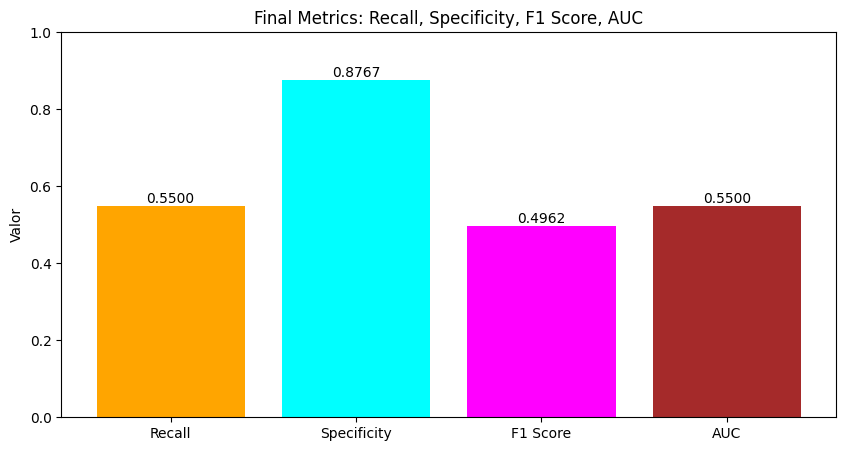 Final Metrics: Recall, Specificity, F1 Score, AUC
Valor
1.0
0.8
0.6
0.4
0.2
0.0
0.5500
0.8767
0.4962
0.5500
Recall
Specificity
F1 Score
AUC